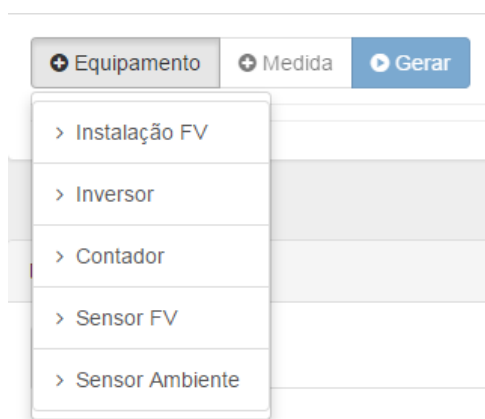 Equipamento Medida Gerar
> Instalação FV
> Inversor
> Contador
> Sensor FV
> Sensor Ambiente